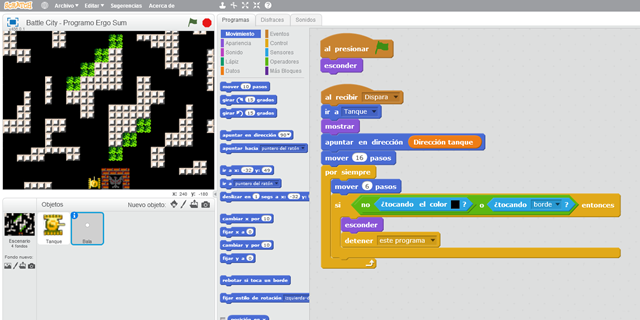 SCRATCH Archivo Editar Sugerencias Acerca de
Battle City - Programo Ergo Sum
Programas Disfraces Sonidos
Movimiento Eventos
Apariencia Control
Sonido Sensores
Lápiz Operadores
Datos Más Bloques
mover 10 pasos
girar 15 grados
girar 15 grados
apuntar en dirección 90
apuntar hacia puntero del ratón
ir a x: -32 y: 49
ir a puntero del ratón
deslizar en 1 segs a x: -32 y:
cambiar x por 10
fijar x a 0
cambiar y por 10
fijar y a 0
rebotar si toca un borde
fijar estilo de rotación izquierda-d
posición en x
X: 240 Y: -180
Objetos Nuevo objeto:
Escenario
4 fondos
Fondo nuevo:
Tanque
Bala
al presionar
esconder
al recibir Dispara
ir a Tanque
mostrar
apuntar en dirección Dirección tanque
mover 16 pasos
por siempre
mover 6 pasos
si no ¿tocando el color ? o ¿tocando borde ? entonces
esconder
detener este programa